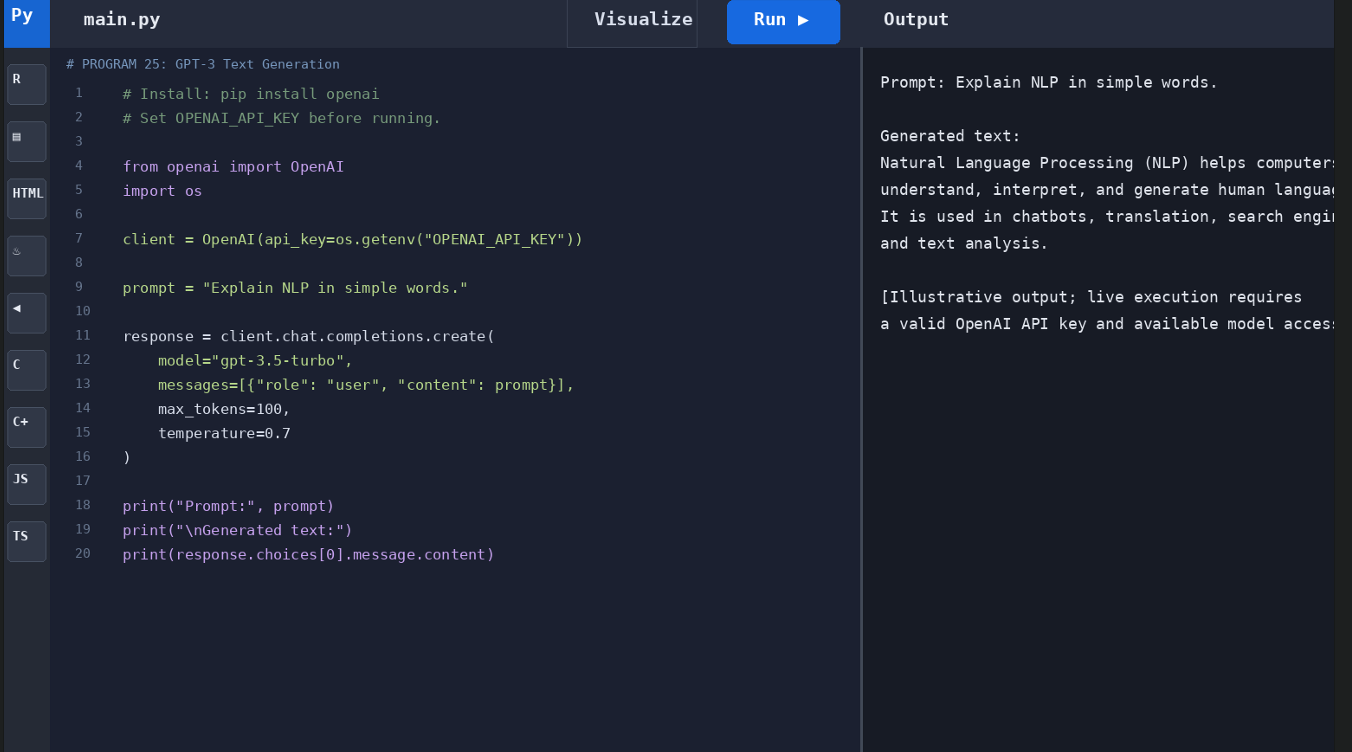 Py
main.py
Visualize
Run ▶
Output
R
HTML
C
C+
JS
TS
# PROGRAM 25: GPT-3 Text Generation
1 # Install: pip install openai
2 # Set OPENAI_API_KEY before running.
3
4 from openai import OpenAI
5 import os
6
7 client = OpenAI(api_key=os.getenv("OPENAI_API_KEY"))
8
9 prompt = "Explain NLP in simple words."
10
11 response = client.chat.completions.create(
12     model="gpt-3.5-turbo",
13     messages=[{"role": "user", "content": prompt}],
14     max_tokens=100,
15     temperature=0.7
16 )
17
18 print("Prompt:", prompt)
19 print("\nGenerated text:")
20 print(response.choices[0].message.content)
Prompt: Explain NLP in simple words.
Generated text:
Natural Language Processing (NLP) helps computers
understand, interpret, and generate human languag
It is used in chatbots, translation, search engin
and text analysis.
[Illustrative output; live execution requires
a valid OpenAI API key and available model access